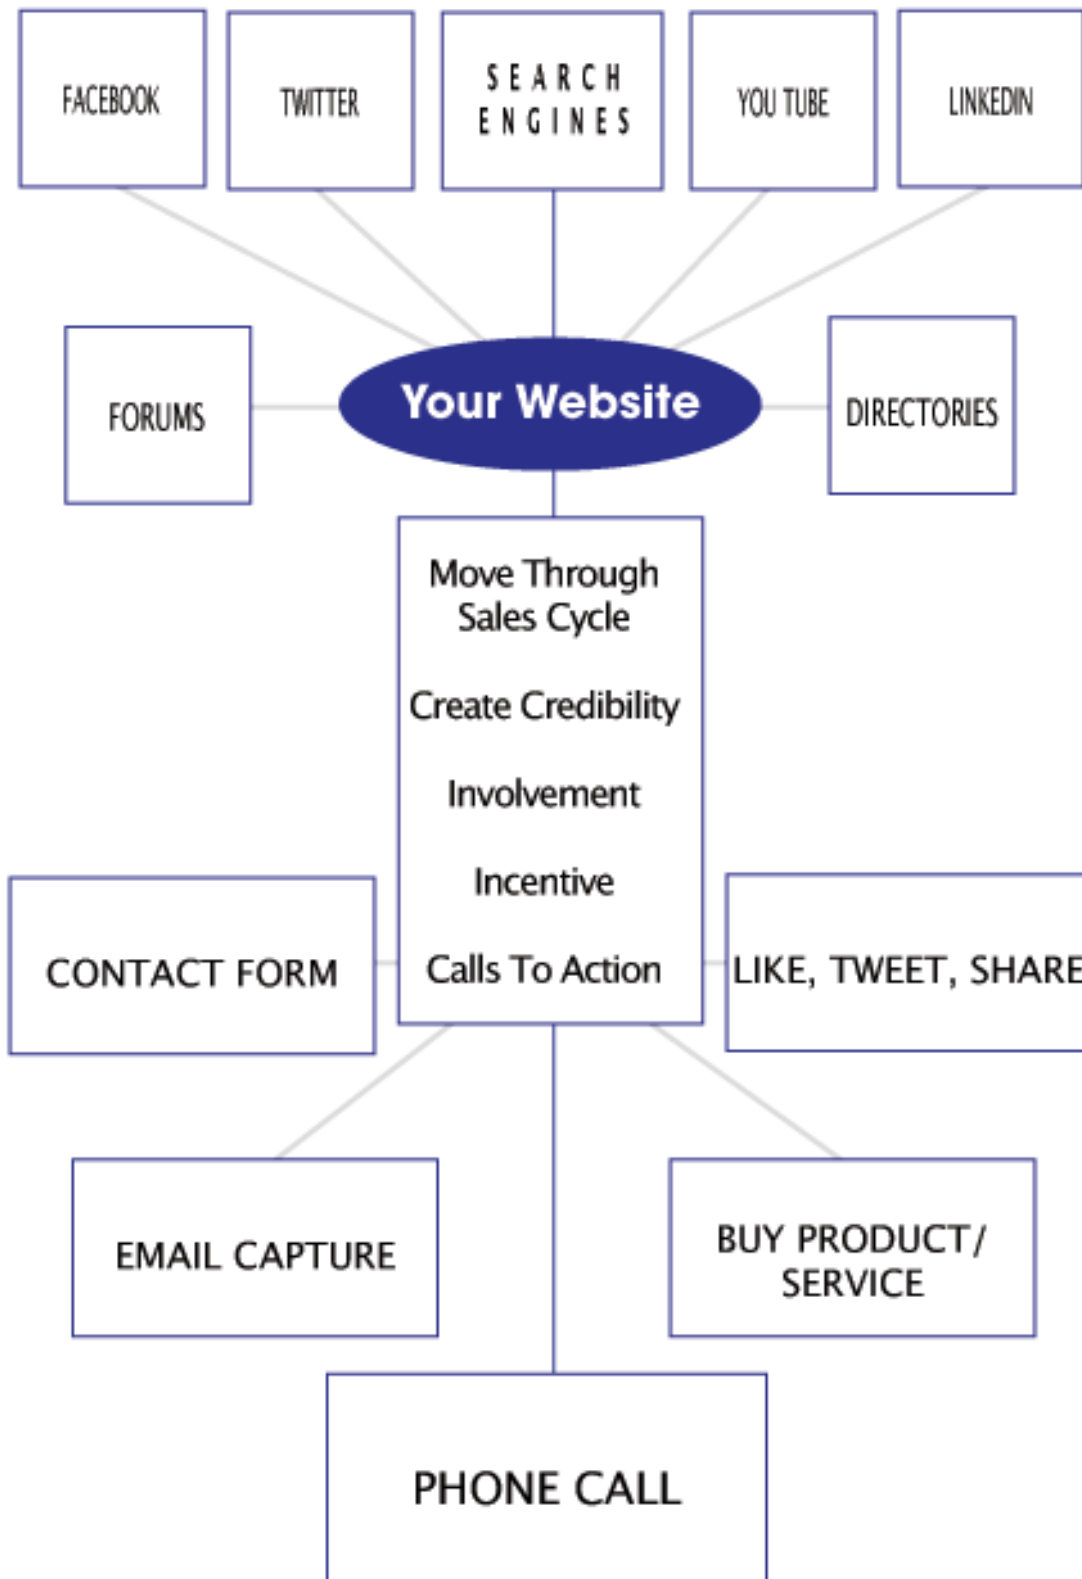 FACEBOOK
TWITTER
SEARCH
ENGINES
YOU TUBE
LINKEDIN
FORUMS
Your Website
DIRECTORIES
Move Through
Sales Cycle
Create Credibility
Involvement
Incentive
Calls To Action
CONTACT FORM
LIKE, TWEET, SHARE
EMAIL CAPTURE
BUY PRODUCT/
SERVICE
PHONE CALL